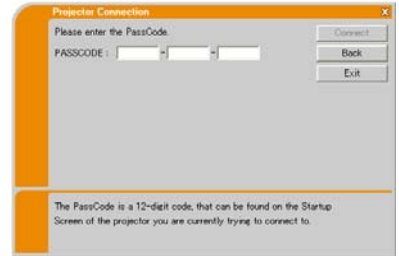 Projector Connection x
Please enter the PassCode.
Connect
PASSCODE : - -
Back
Exit
The PassCode is a 12-digit code, that can be found on the Startup
Screen of the projector you are currently trying to connect to.